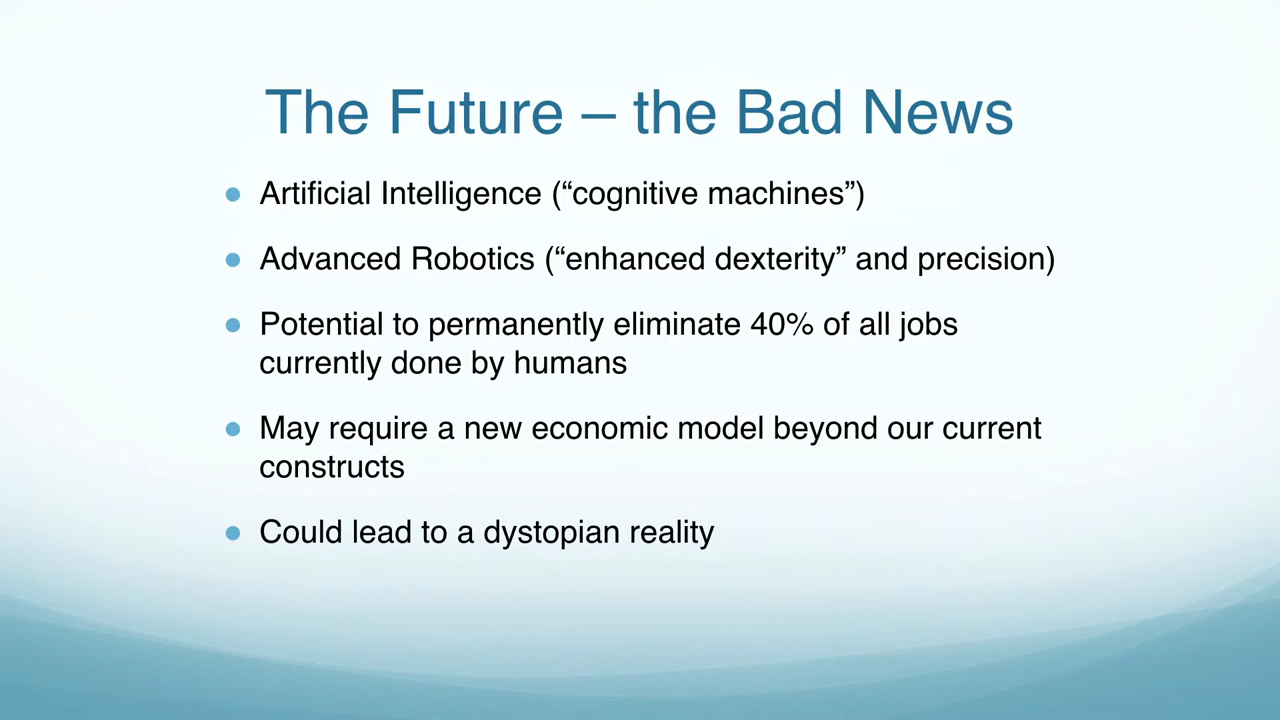 The Future – the Bad News
● Artificial Intelligence (“cognitive machines”)
● Advanced Robotics (“enhanced dexterity” and precision)
● Potential to permanently eliminate 40% of all jobs
currently done by humans
● May require a new economic model beyond our current
constructs
● Could lead to a dystopian reality